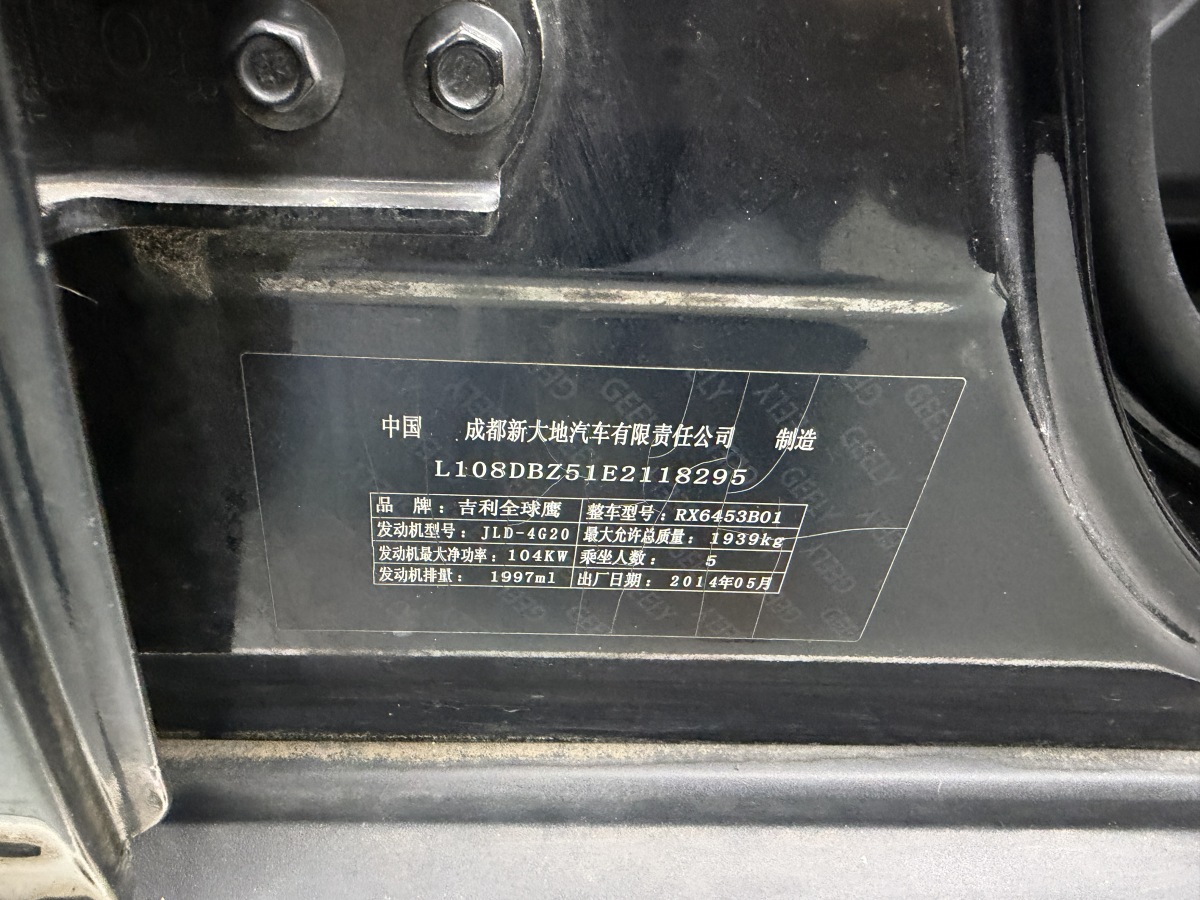 中国 成都新大地汽车有限责任公司 制造
L108DBZ51E2118295
品 牌：吉利全球鹰 整车型号：RX6453B01
发动机型号：JLD-4G20 最大允许总质量：1939kg
发动机最大净功率：104KW 乘坐人数：5
发动机排量：1997ml 出厂日期：2014年05月
GEELY